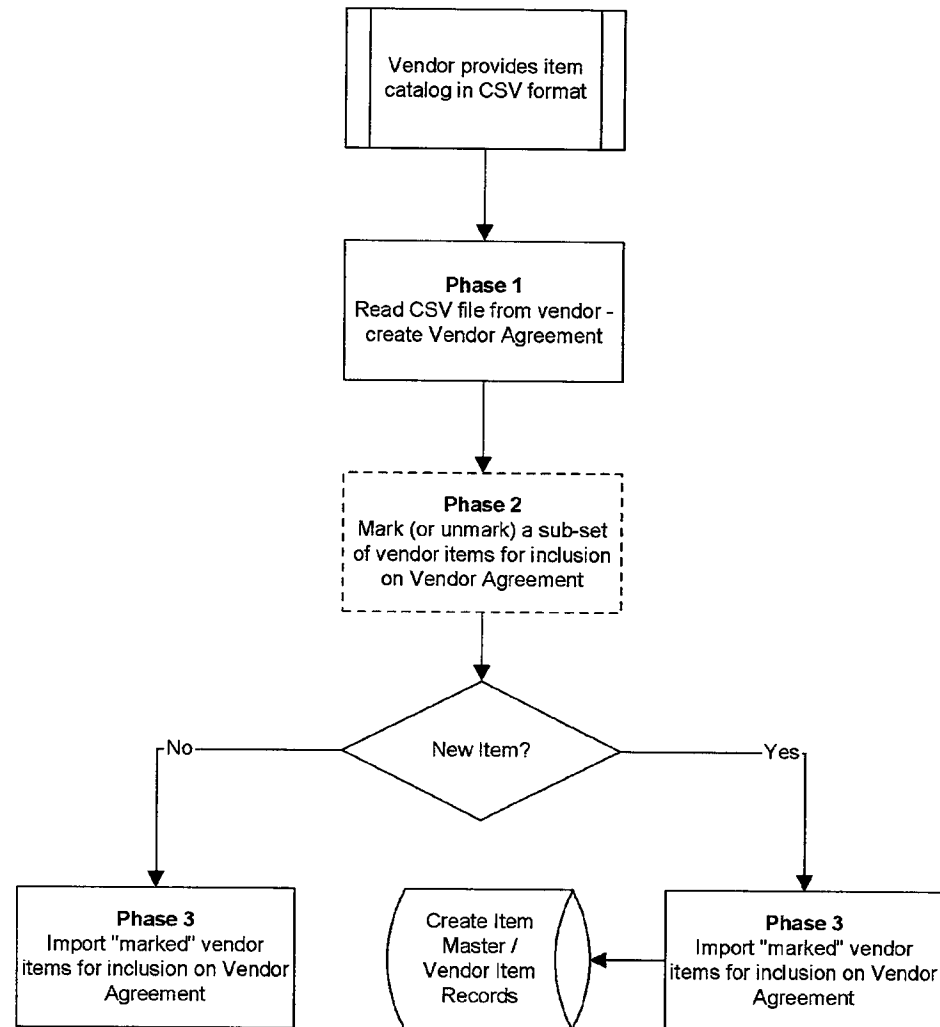 Vendor provides item
catalog in CSV format
Phase 1
Read CSV file from vendor -
create Vendor Agreement
Phase 2
Mark (or unmark) a sub-set
of vendor items for inclusion
on Vendor Agreement
New Item?
No
Yes
Phase 3
Import "marked" vendor
items for inclusion on Vendor
Agreement
Create Item
Master /
Vendor Item
Records
Phase 3
Import "marked" vendor
items for inclusion on Vendor
Agreement